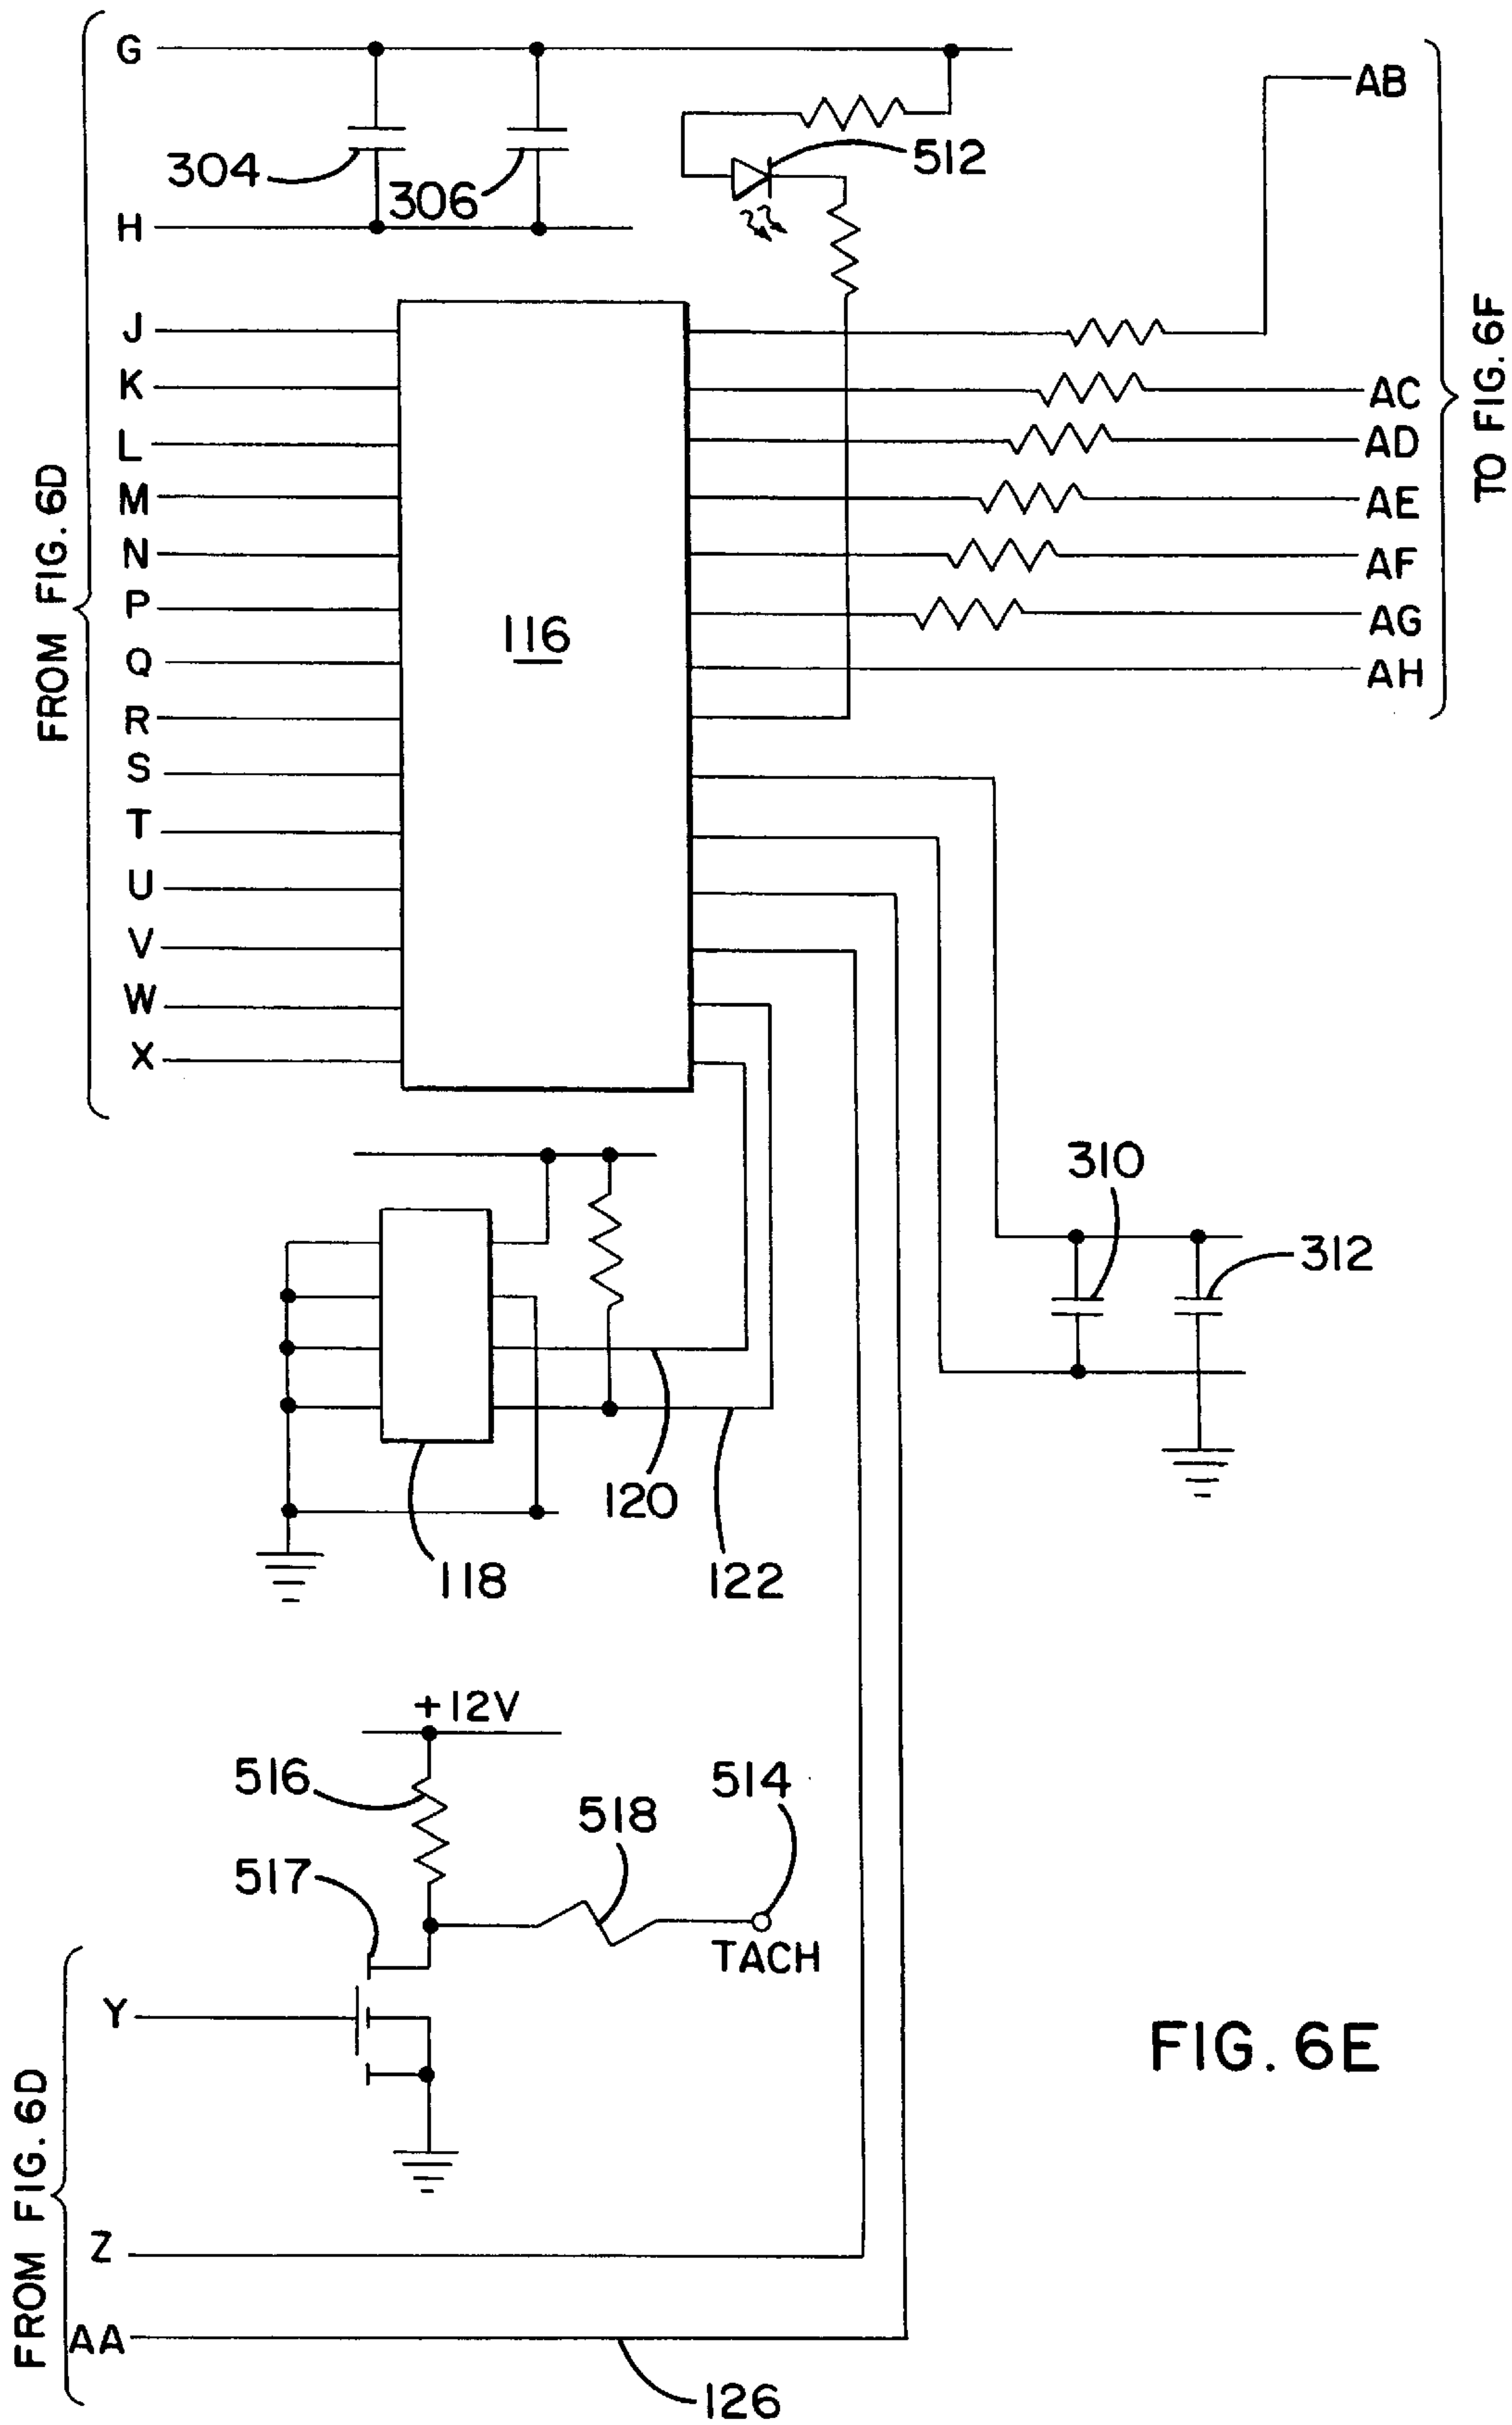 G
AB
512
304
306
H
J
K
AC
L
AD
M
AE
N
AF
P
AG
116
Q
AH
R
S
T
U
V
W
X
FROM FIG. 6D
TO FIG. 6F
310
312
120
118
122
+12V
516
514
518
517
TACH
Y
FIG. 6E
Z
FROM FIG. 6D
AA
126